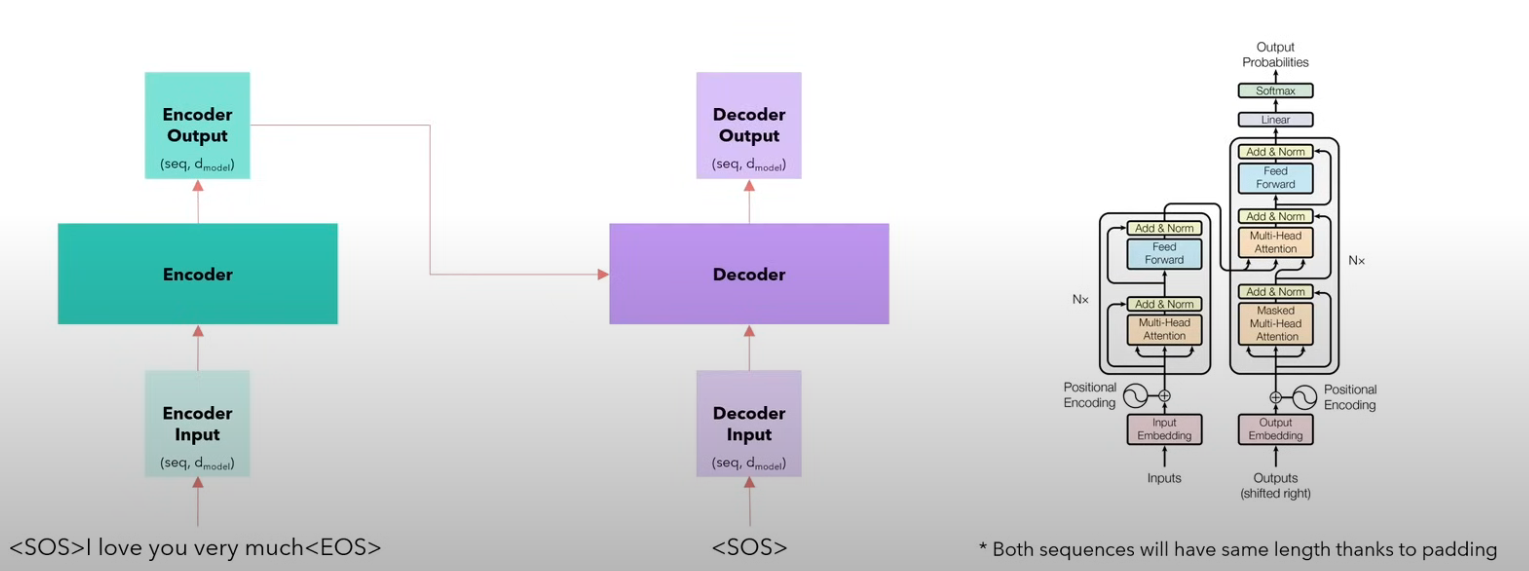 Encoder
Output
(seq, dmodel)
Encoder
Encoder
Input
(seq, dmodel)
<SOS>I love you very much<EOS>
Decoder
Output
(seq, dmodel)
Decoder
Decoder
Input
(seq, dmodel)
<SOS>
Output
Probabilities
Softmax
Linear
Add & Norm
Feed
Forward
Add & Norm
Multi-Head
Attention
Add & Norm
Masked
Multi-Head
Attention
Nx
Positional
Encoding
Output
Embedding
Outputs
(shifted right)
Add & Norm
Feed
Forward
Add & Norm
Multi-Head
Attention
Nx
Positional
Encoding
Input
Embedding
Inputs
* Both sequences will have same length thanks to padding